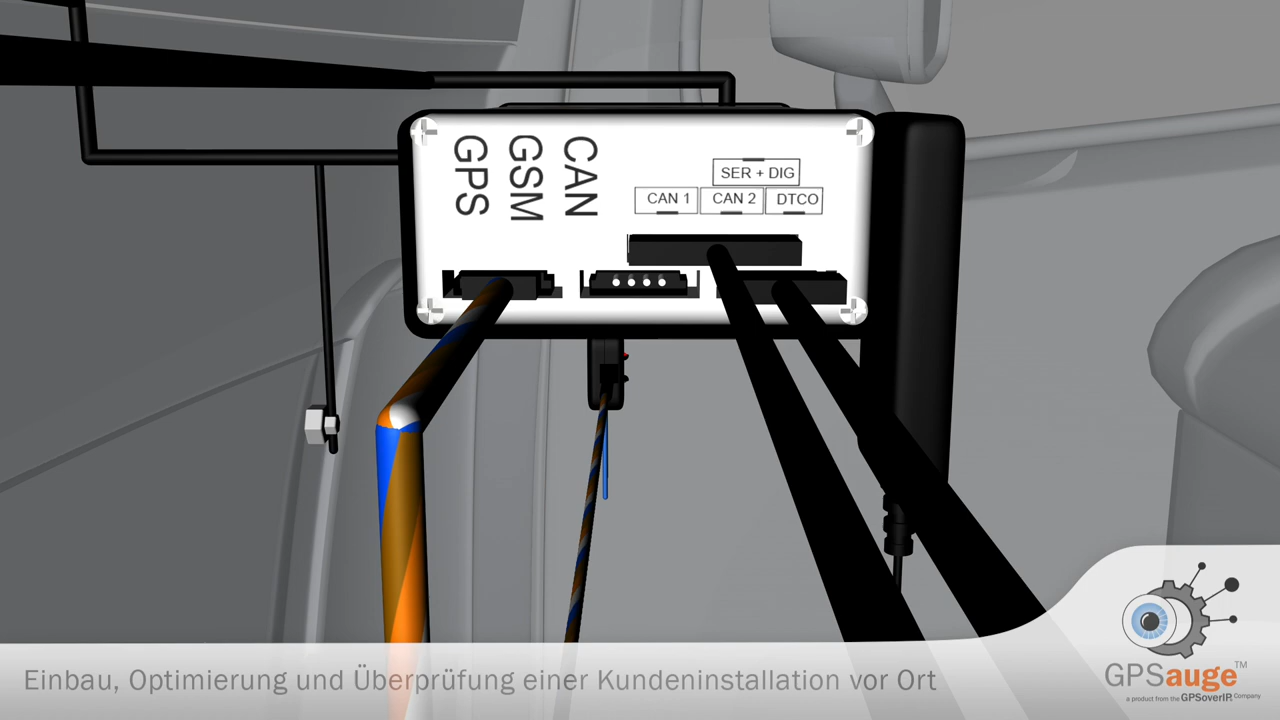 GPS
GSM
CAN
SER + DIG
CAN 1
CAN 2
DTCO
Einbau, Optimierung und Überprüfung einer Kundeninstallation vor Ort
GPSauge™
a product from the GPSoverIP. Company